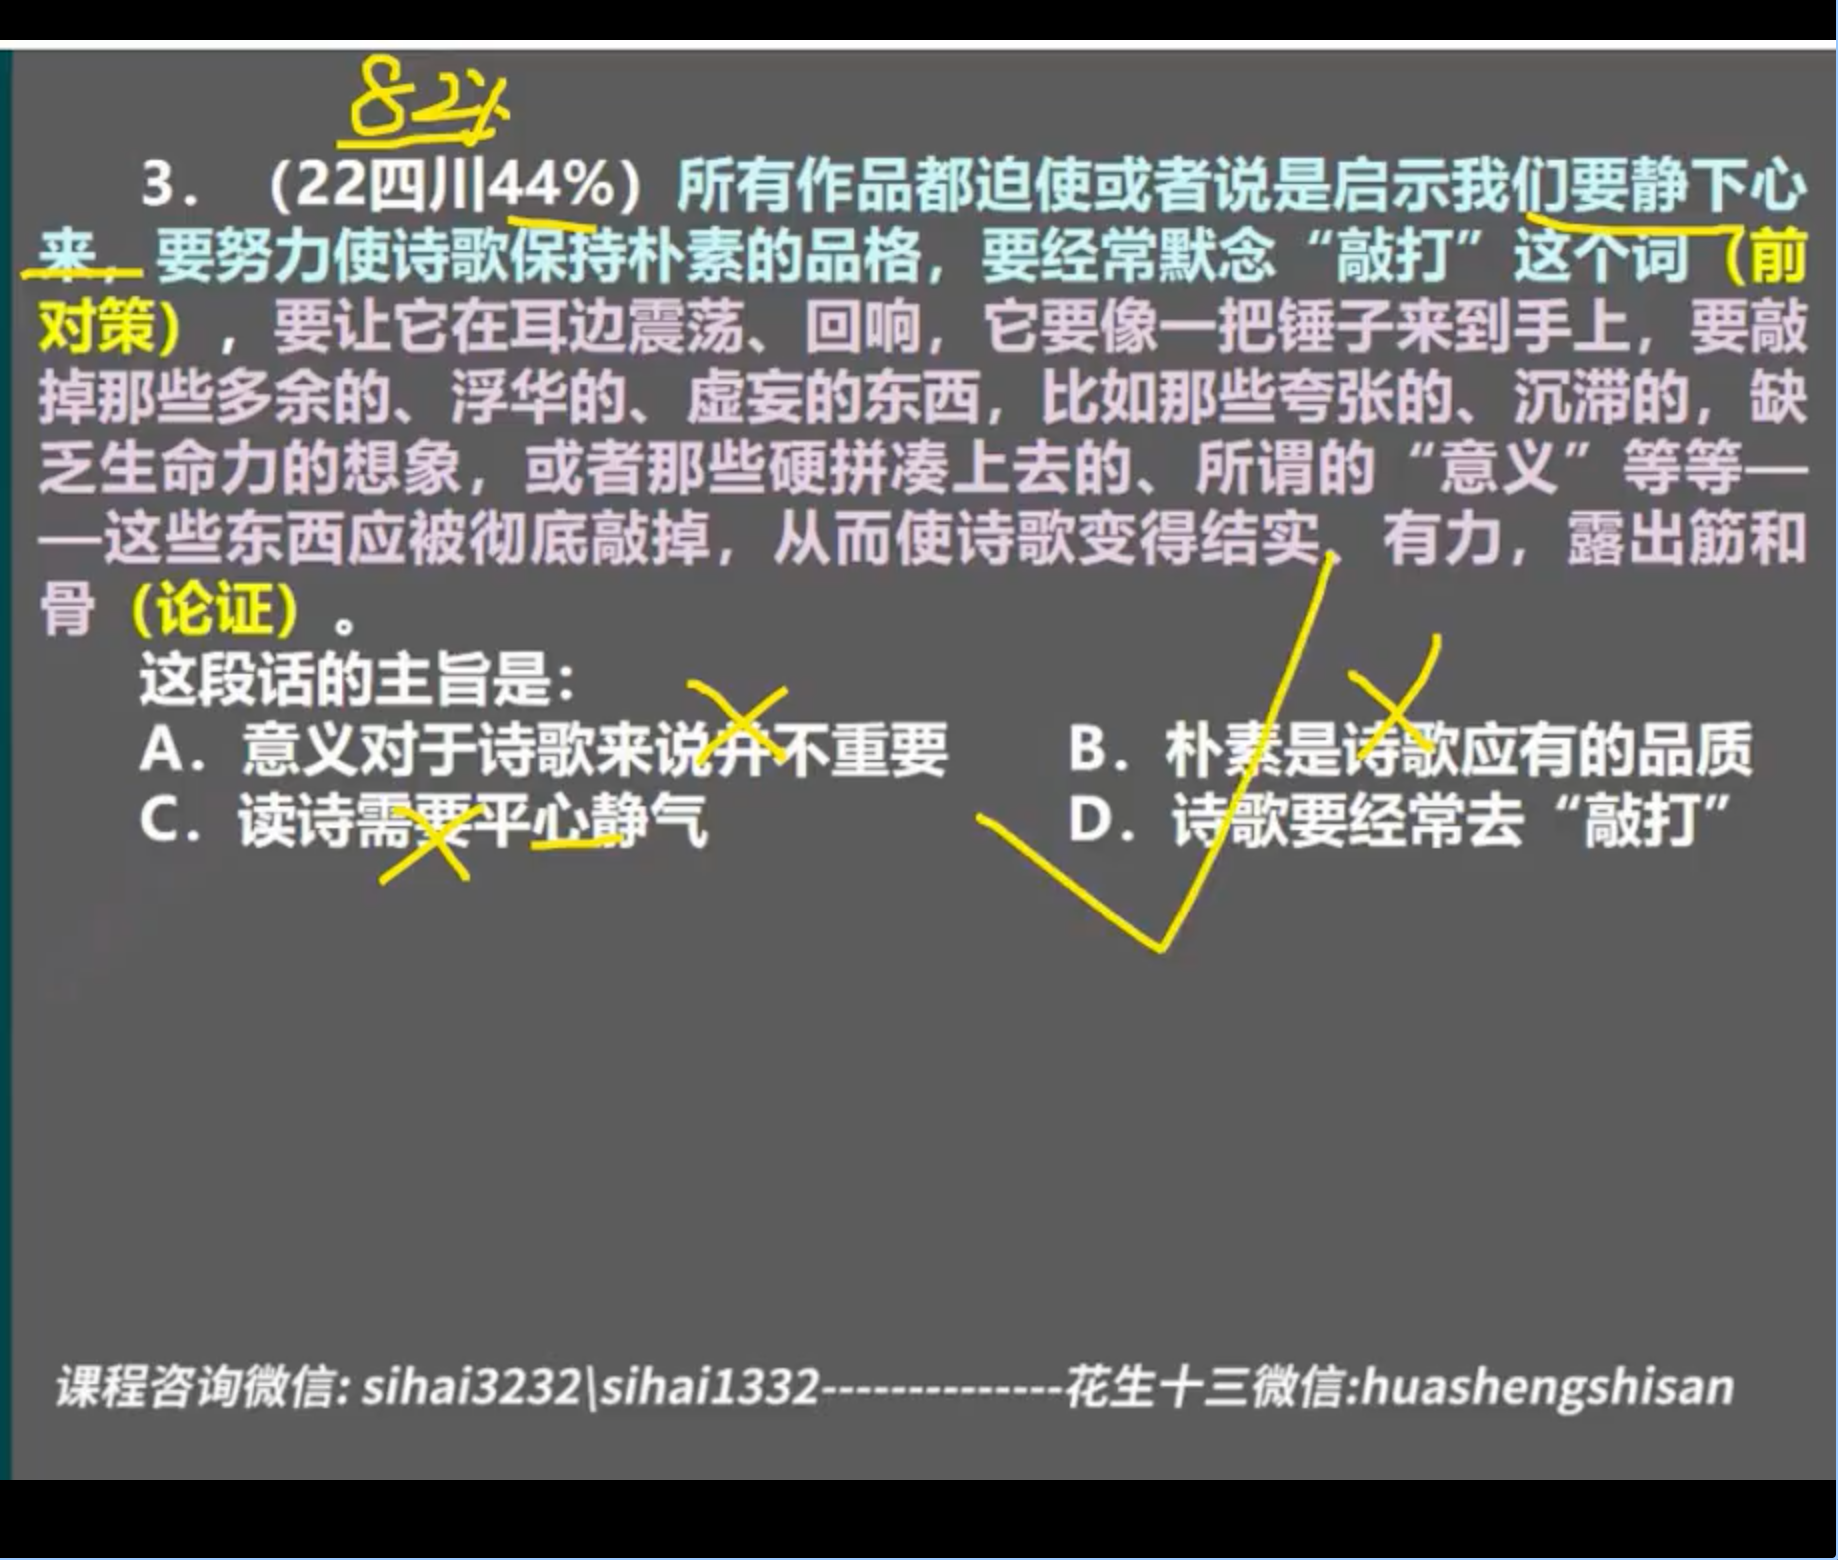 82%
3. （22四川44%）所有作品都迫使或者说是启示我们要静下心
来，要努力使诗歌保持朴素的品格，要经常默念“敲打”这个词（前
对策），要让它在耳边震荡、回响，它要像一把锤子来到手上，要敲
掉那些多余的、浮华的、虚妄的东西，比如那些夸张的、沉滞的，缺
乏生命力的想象，或者那些硬拼凑上去的、所谓的“意义”等等—
—这些东西应被彻底敲掉，从而使诗歌变得结实、有力，露出筋和
骨（论证）。
这段话的主旨是：
A. 意义对于诗歌来说并不重要 B. 朴素是诗歌应有的品质
C. 读诗需要平心静气 D. 诗歌要经常去“敲打”
课程咨询微信: sihai3232\sihai1332--------------花生十三微信:huashengshisan